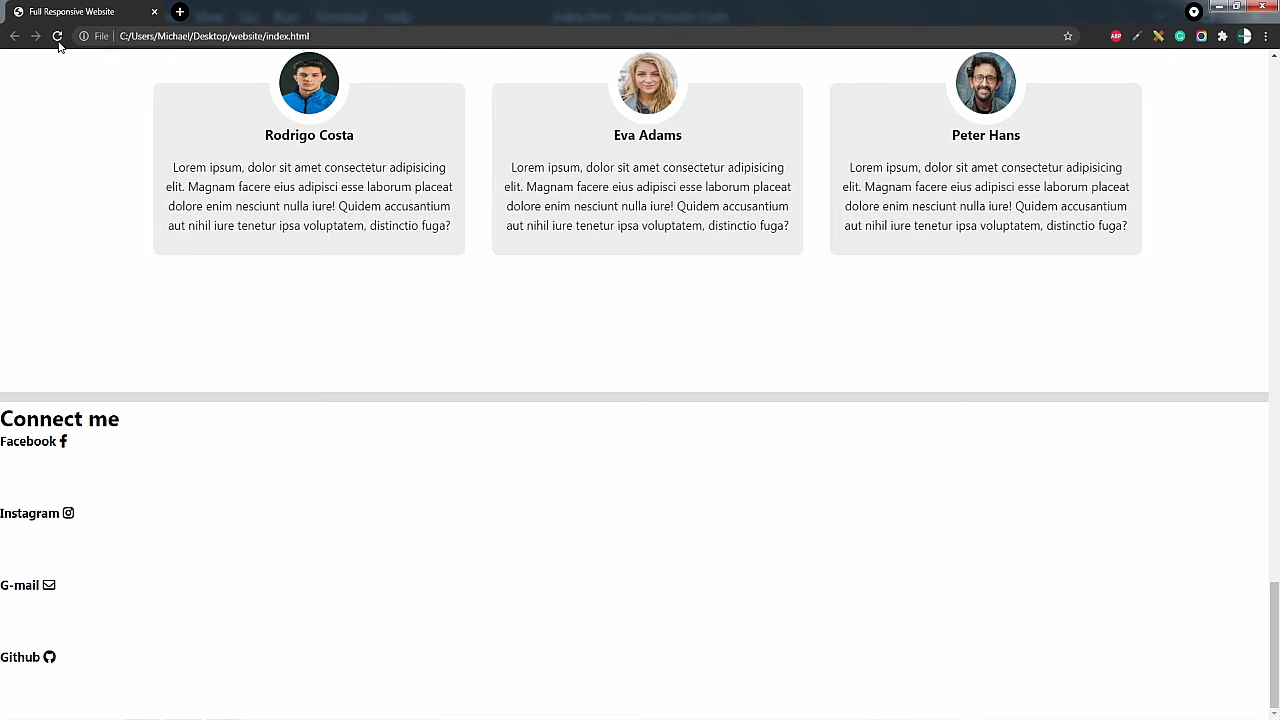 Full Responsive Website
File
C:/Users/Michael/Desktop/website/index.html
ABP
Rodrigo Costa
Lorem ipsum, dolor sit amet consectetur adipisicing
elit. Magnam facere eius adipisci esse laborum placeat
dolore enim nesciunt nulla iure! Quidem accusantium
aut nihil iure tenetur ipsa voluptatem, distinctio fuga?
Eva Adams
Lorem ipsum, dolor sit amet consectetur adipisicing
elit. Magnam facere eius adipisci esse laborum placeat
dolore enim nesciunt nulla iure! Quidem accusantium
aut nihil iure tenetur ipsa voluptatem, distinctio fuga?
Peter Hans
Lorem ipsum, dolor sit amet consectetur adipisicing
elit. Magnam facere eius adipisci esse laborum placeat
dolore enim nesciunt nulla iure! Quidem accusantium
aut nihil iure tenetur ipsa voluptatem, distinctio fuga?
Connect me
Facebook
Instagram
G-mail
Github